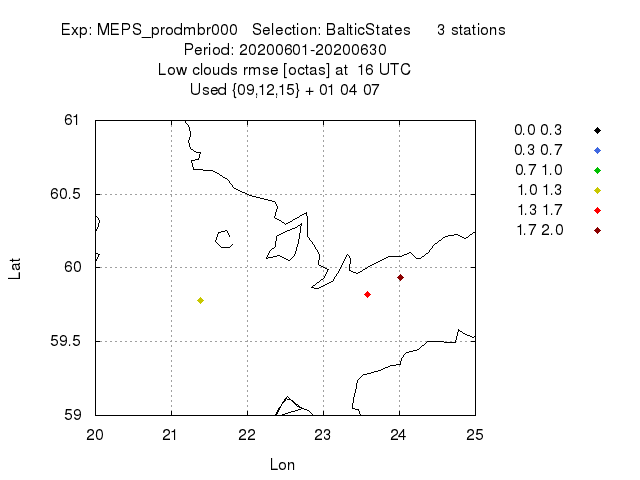 Exp: MEPS_prodmbr000 Selection: BalticStates 3 stations
Period: 20200601-20200630
Low clouds rmse [octas] at 16 UTC
Used {09,12,15} + 01 04 07
61
60.5
60
59.5
59
Lat
20 21 22 23 24 25
Lon
0.0 0.3
0.3 0.7
0.7 1.0
1.0 1.3
1.3 1.7
1.7 2.0